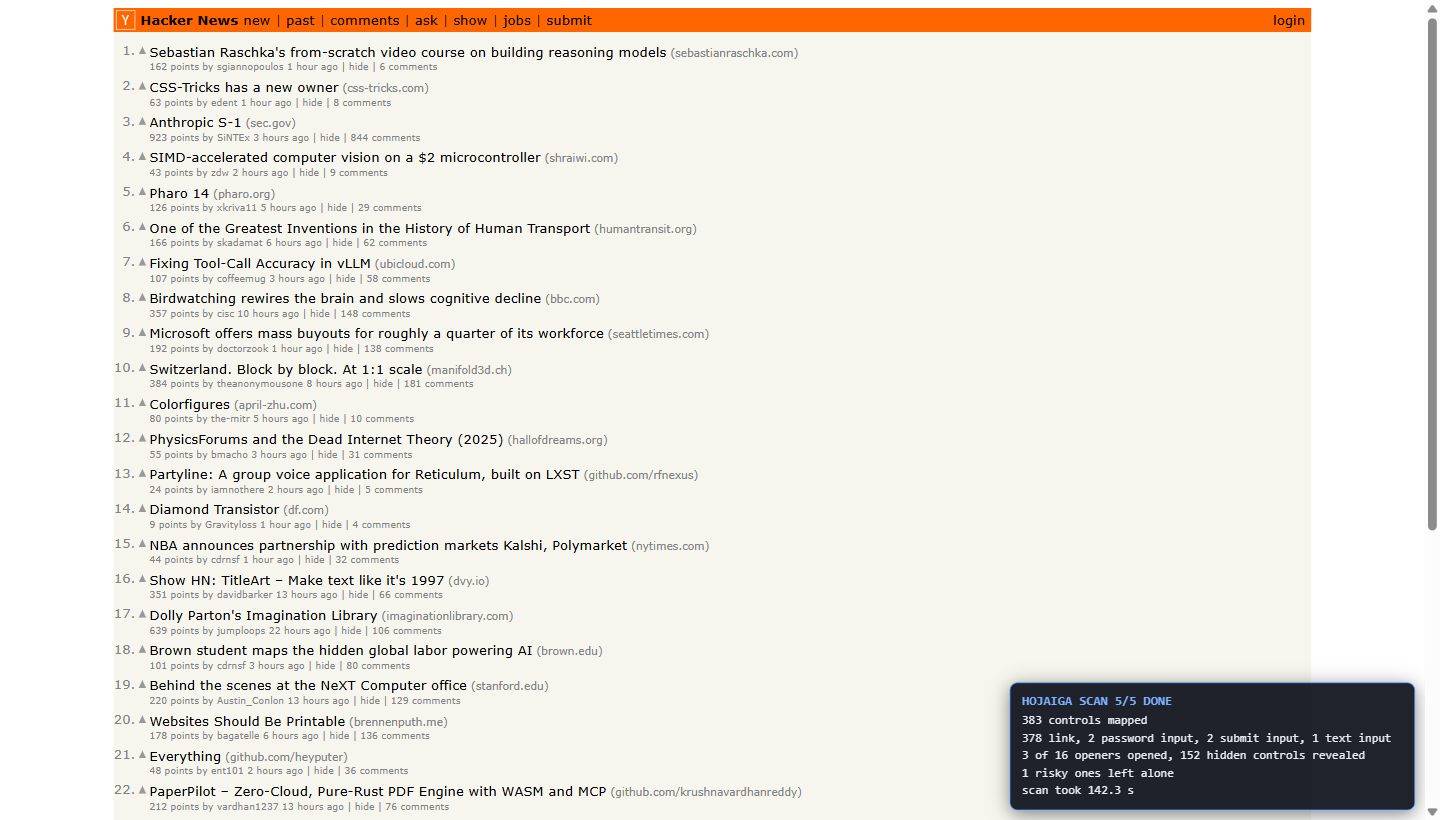 Y Hacker News new | past | comments | ask | show | jobs | submit login
1. Sebastian Raschka's from-scratch video course on building reasoning models (sebastianraschka.com)
162 points by sgiannopoulos 1 hour ago | hide | 6 comments
2. CSS-Tricks has a new owner (css-tricks.com)
63 points by edent 1 hour ago | hide | 8 comments
3. Anthropic S-1 (sec.gov)
923 points by SiNTEx 3 hours ago | hide | 844 comments
4. SIMD-accelerated computer vision on a $2 microcontroller (shraiwi.com)
43 points by zdw 2 hours ago | hide | 9 comments
5. Pharo 14 (pharo.org)
126 points by xkriva11 5 hours ago | hide | 29 comments
6. One of the Greatest Inventions in the History of Human Transport (humantransit.org)
166 points by skadamat 6 hours ago | hide | 62 comments
7. Fixing Tool-Call Accuracy in vLLM (ubicloud.com)
107 points by coffeemug 3 hours ago | hide | 58 comments
8. Birdwatching rewires the brain and slows cognitive decline (bbc.com)
357 points by cisc 10 hours ago | hide | 148 comments
9. Microsoft offers mass buyouts for roughly a quarter of its workforce (seattletimes.com)
192 points by doctorzook 1 hour ago | hide | 138 comments
10. Switzerland. Block by block. At 1:1 scale (manifold3d.ch)
384 points by theanonymousone 8 hours ago | hide | 181 comments
11. Colorfigures (april-zhu.com)
80 points by the-mitr 5 hours ago | hide | 10 comments
12. PhysicsForums and the Dead Internet Theory (2025) (hallofdreams.org)
55 points by bmacho 3 hours ago | hide | 31 comments
13. Partyline: A group voice application for Reticulum, built on LXST (github.com/rfnexus)
24 points by iamnothere 2 hours ago | hide | 5 comments
14. Diamond Transistor (df.com)
9 points by Gravityloss 1 hour ago | hide | 4 comments
15. NBA announces partnership with prediction markets Kalshi, Polymarket (nytimes.com)
44 points by cdrnsf 1 hour ago | hide | 32 comments
16. Show HN: TitleArt – Make text like it's 1997 (dvy.io)
351 points by davidbarker 13 hours ago | hide | 66 comments
17. Dolly Parton's Imagination Library (imaginationlibrary.com)
639 points by jumploops 22 hours ago | hide | 106 comments
18. Brown student maps the hidden global labor powering AI (brown.edu)
101 points by cdrnsf 3 hours ago | hide | 80 comments
19. Behind the scenes at the NeXT Computer office (stanford.edu)
220 points by Austin_Conlon 13 hours ago | hide | 129 comments
20. Websites Should Be Printable (brennenputh.me)
178 points by bagatelle 6 hours ago | hide | 136 comments
21. Everything (github.com/heyputer)
48 points by ent101 2 hours ago | hide | 36 comments
22. PaperPilot – Zero-Cloud, Pure-Rust PDF Engine with WASM and MCP (github.com/krushnavardhanreddy)
212 points by vardhan1237 13 hours ago | hide | 76 comments
HOJAIGA SCAN 5/5 DONE
383 controls mapped
378 link, 2 password input, 2 submit input, 1 text input
3 of 16 openers opened, 152 hidden controls revealed
1 risky ones left alone
scan took 142.3 s